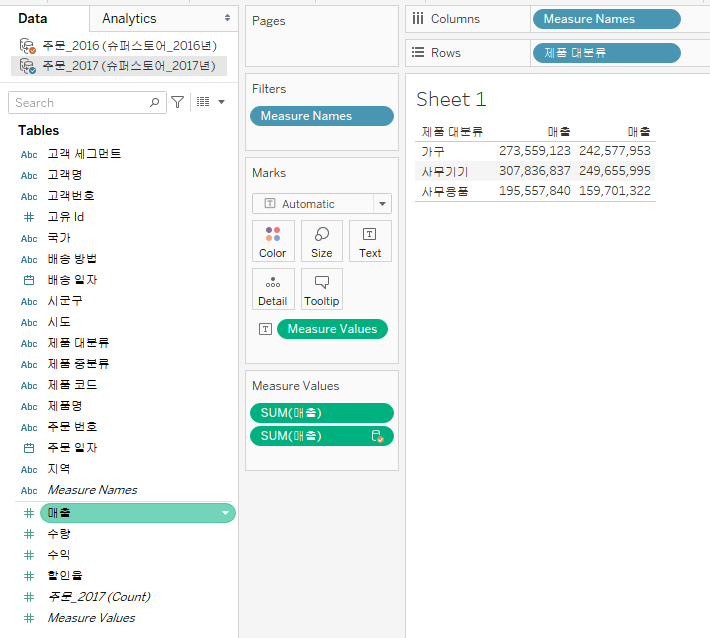 Data
Analytics
주문_2016 (슈퍼스토어_2016년)
주문_2017 (슈퍼스토어_2017년)
Search
Tables
Abc 고객 세그먼트
Abc 고객명
Abc 고객번호
# 고유 Id
Abc 국가
Abc 배송 방법
배송 일자
Abc 시군구
Abc 시도
Abc 제품 대분류
Abc 제품 중분류
Abc 제품 코드
Abc 제품명
Abc 주문 번호
주문 일자
Abc 지역
Abc Measure Names
# 매출
# 수량
# 수익
# 할인율
# 주문_2017 (Count)
# Measure Values
Pages
Filters
Measure Names
Marks
T Automatic
Color Size Text
Detail Tooltip
T Measure Values
Measure Values
SUM(매출)
SUM(매출)
Columns Measure Names
Rows 제품 대분류
Sheet 1
제품 대분류 매출 매출
가구 273,559,123 242,577,953
사무기기 307,836,837 249,655,995
사무용품 195,557,840 159,701,322